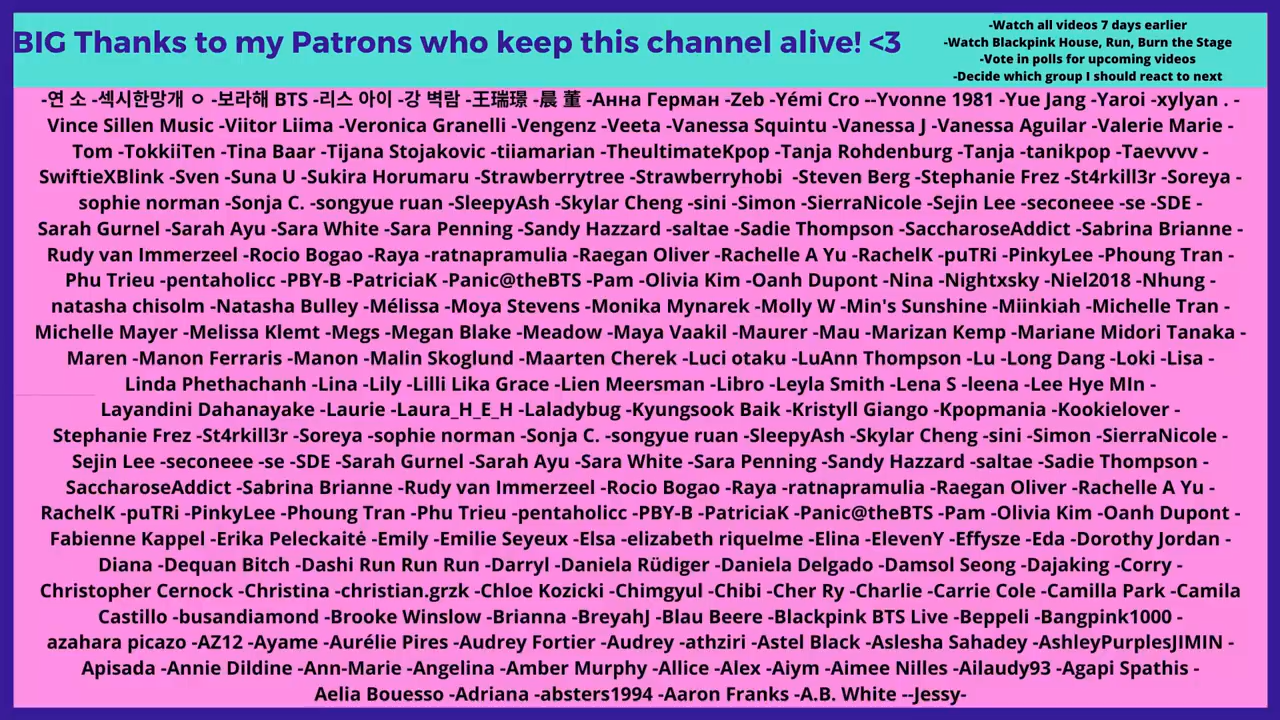 BIG Thanks to my Patrons who keep this channel alive! <3
-Watch all videos 7 days earlier
-Watch Blackpink House, Run, Burn the Stage
-Vote in polls for upcoming videos
-Decide which group I should react to next
-연 소 -섹시한망개 ㅇ -보라해 BTS -리스 아이 -강 벽람 -王瑞璟 -晨 董 -Анна Герман -Zeb -Yémi Cro --Yvonne 1981 -Yue Jang -Yaroi -xylyan . -
Vince Sillen Music -Viitor Liima -Veronica Granelli -Vengenz -Veeta -Vanessa Squintu -Vanessa J -Vanessa Aguilar -Valerie Marie -
Tom -TokkiiTen -Tina Baar -Tijana Stojakovic -tiiamarian -TheultimateKpop -Tanja Rohdenburg -Tanja -tanikpop -Taevvvv -
SwiftieXBlink -Sven -Suna U -Sukira Horumaru -Strawberrytree -Strawberryhobi  -Steven Berg -Stephanie Frez -St4rkill3r -Soreya -
sophie norman -Sonja C. -songyue ruan -SleepyAsh -Skylar Cheng -sini -Simon -SierraNicole -Sejin Lee -seconeee -se -SDE -
Sarah Gurnel -Sarah Ayu -Sara White -Sara Penning -Sandy Hazzard -saltae -Sadie Thompson -SaccharoseAddict -Sabrina Brianne -
Rudy van Immerzeel -Rocio Bogao -Raya -ratnapramulia -Raegan Oliver -Rachelle A Yu -RachelK -puTRi -PinkyLee -Phoung Tran -
Phu Trieu -pentaholicc -PBY-B -PatriciaK -Panic@theBTS -Pam -Olivia Kim -Oanh Dupont -Nina -Nightxsky -Niel2018 -Nhung -
natasha chisolm -Natasha Bulley -Mélissa -Moya Stevens -Monika Mynarek -Molly W -Min's Sunshine -Miinkiah -Michelle Tran -
Michelle Mayer -Melissa Klemt -Megs -Megan Blake -Meadow -Maya Vaakil -Maurer -Mau -Marizan Kemp -Mariane Midori Tanaka -
Maren -Manon Ferraris -Manon -Malin Skoglund -Maarten Cherek -Luci otaku -LuAnn Thompson -Lu -Long Dang -Loki -Lisa -
Linda Phethachanh -Lina -Lily -Lilli Lika Grace -Lien Meersman -Libro -Leyla Smith -Lena S -leena -Lee Hye MIn -
Layandini Dahanayake -Laurie -Laura_H_E_H -Laladybug -Kyungsook Baik -Kristyll Giango -Kpopmania -Kookielover -
Stephanie Frez -St4rkill3r -Soreya -sophie norman -Sonja C. -songyue ruan -SleepyAsh -Skylar Cheng -sini -Simon -SierraNicole -
Sejin Lee -seconeee -se -SDE -Sarah Gurnel -Sarah Ayu -Sara White -Sara Penning -Sandy Hazzard -saltae -Sadie Thompson -
SaccharoseAddict -Sabrina Brianne -Rudy van Immerzeel -Rocio Bogao -Raya -ratnapramulia -Raegan Oliver -Rachelle A Yu -
RachelK -puTRi -PinkyLee -Phoung Tran -Phu Trieu -pentaholicc -PBY-B -PatriciaK -Panic@theBTS -Pam -Olivia Kim -Oanh Dupont -
Fabienne Kappel -Erika Peleckaitė -Emily -Emilie Seyeux -Elsa -elizabeth riquelme -Elina -ElevenY -Effysze -Eda -Dorothy Jordan -
Diana -Dequan Bitch -Dashi Run Run Run -Darryl -Daniela Rüdiger -Daniela Delgado -Damsol Seong -Dajaking -Corry -
Christopher Cernock -Christina -christian.grzk -Chloe Kozicki -Chimgyul -Chibi -Cher Ry -Charlie -Carrie Cole -Camilla Park -Camila
Castillo -busandiamond -Brooke Winslow -Brianna -BreyahJ -Blau Beere -Blackpink BTS Live -Beppeli -Bangpink1000 -
azahara picazo -AZ12 -Ayame -Aurélie Pires -Audrey Fortier -Audrey -athziri -Astel Black -Aslesha Sahadey -AshleyPurplesJIMIN -
Apisada -Annie Dildine -Ann-Marie -Angelina -Amber Murphy -Allice -Alex -Aiym -Aimee Nilles -Ailaudy93 -Agapi Spathis -
Aelia Bouesso -Adriana -absters1994 -Aaron Franks -A.B. White --Jessy-